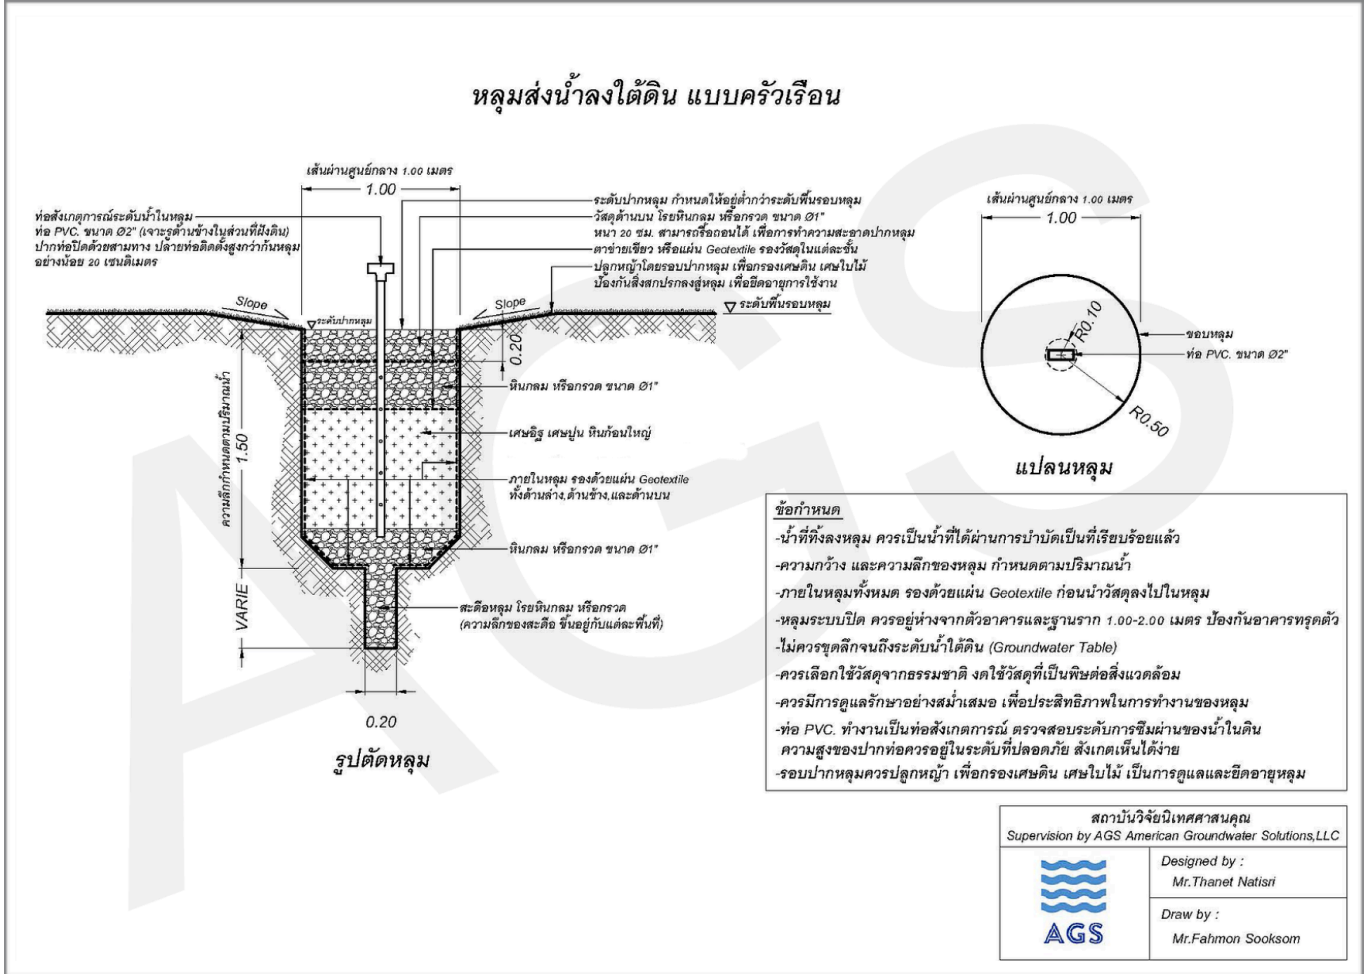 หลุมส่งน้ำลงใต้ดิน แบบครัวเรือน
เส้นผ่านศูนย์กลาง 1.00 เมตร
1.00
ท่อสังเกตุการณ์ระดับน้ำในหลุม
ท่อ PVC. ขนาด Ø2" (เจาะรูด้านข้างในส่วนที่ฝังดิน)
ปากท่อปิดด้วยสามทาง ปลายท่อติดตั้งสูงกว่าก้นหลุม
อย่างน้อย 20 เซนติเมตร
ระดับปากหลุม กำหนดให้อยู่ต่ำกว่าระดับพื้นรอบหลุม
วัสดุด้านบน โรยหินกลม หรือกรวด ขนาด Ø1"
หนา 20 ซม. สามารถรื้อถอนได้ เพื่อการทำความสะอาดปากหลุม
ตาข่ายเขียว หรือแผ่น Geotextile รองวัสดุในแต่ละชั้น
ปลูกหญ้าโดยรอบปากหลุม เพื่อกรองเศษดิน เศษใบไม้
ป้องกันสิ่งสกปรกลงสู่หลุม เพื่อยืดอายุการใช้งาน
Slope
Slope
ระดับพื้นรอบหลุม
ระดับปากหลุม
0.20
หินกลม หรือกรวด ขนาด Ø1"
ความลึกกำหนดตามปริมาณน้ำ
1.50
เศษอิฐ เศษปูน หินก้อนใหญ่
ภายในหลุม รองด้วยแผ่น Geotextile
ทั้งด้านล่าง,ด้านข้าง,และด้านบน
หินกลม หรือกรวด ขนาด Ø1"
VARIE
สะดือหลุม โรยหินกลม หรือกรวด
(ความลึกของสะดือ ขึ้นอยู่กับแต่ละพื้นที่)
0.20
รูปตัดหลุม
เส้นผ่านศูนย์กลาง 1.00 เมตร
1.00
R0.10
ขอบหลุม
ท่อ PVC. ขนาด Ø2"
R0.50
แปลนหลุม
ข้อกำหนด
-น้ำที่ทิ้งลงหลุม ควรเป็นน้ำที่ได้ผ่านการบำบัดเป็นที่เรียบร้อยแล้ว
-ความกว้าง และความลึกของหลุม กำหนดตามปริมาณน้ำ
-ภายในหลุมทั้งหมด รองด้วยแผ่น Geotextile ก่อนนำวัสดุลงไปในหลุม
-หลุมระบบปิด ควรอยู่ห่างจากตัวอาคารและฐานราก 1.00-2.00 เมตร ป้องกันอาคารทรุดตัว
-ไม่ควรขุดลึกจนถึงระดับน้ำใต้ดิน (Groundwater Table)
-ควรเลือกใช้วัสดุจากธรรมชาติ งดใช้วัสดุที่เป็นพิษต่อสิ่งแวดล้อม
-ควรมีการดูแลรักษาอย่างสม่ำเสมอ เพื่อประสิทธิภาพในการทำงานของหลุม
-ท่อ PVC. ทำงานเป็นท่อสังเกตการณ์ ตรวจสอบระดับการซึมผ่านของน้ำในดิน
ความสูงของปากท่อควรอยู่ในระดับที่ปลอดภัย สังเกตเห็นได้ง่าย
-รอบปากหลุมควรปลูกหญ้า เพื่อกรองเศษดิน เศษใบไม้ เป็นการดูแลและยืดอายุหลุม
สถาบันวิจัยนิเทศศาสนคุณ
Supervision by AGS American Groundwater Solutions,LLC
Designed by :
Mr.Thanet Natisri
AGS
Draw by :
Mr.Fahmon Sooksom
AGS